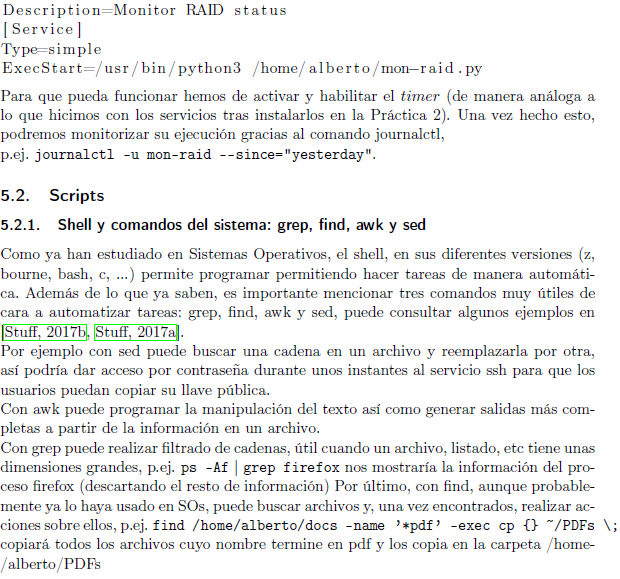 Description=Monitor RAID status
[Service]
Type=simple
ExecStart=/usr/bin/python3 /home/alberto/mon-raid.py
Para que pueda funcionar hemos de activar y habilitar el timer (de manera análoga a
lo que hicimos con los servicios tras instalarlos en la Práctica 2). Una vez hecho esto,
podremos monitorizar su ejecución gracias al comando journalctl,
p.ej. journalctl -u mon-raid --since="yesterday".
5.2. Scripts
5.2.1. Shell y comandos del sistema: grep, find, awk y sed
Como ya han estudiado en Sistemas Operativos, el shell, en sus diferentes versiones (z,
bourne, bash, c, ...) permite programar permitiendo hacer tareas de manera automáti-
ca. Además de lo que ya saben, es importante mencionar tres comandos muy útiles de
cara a automatizar tareas: grep, find, awk y sed, puede consultar algunos ejemplos en
[Stuff, 2017b, Stuff, 2017a].
Por ejemplo con sed puede buscar una cadena en un archivo y reemplazarla por otra,
así podría dar acceso por contraseña durante unos instantes al servicio ssh para que los
usuarios puedan copiar su llave pública.
Con awk puede programar la manipulación del texto así como generar salidas más com-
pletas a partir de la información en un archivo.
Con grep puede realizar filtrado de cadenas, útil cuando un archivo, listado, etc tiene unas
dimensiones grandes, p.ej. ps -Af | grep firefox nos mostraría la información del pro-
ceso firefox (descartando el resto de información) Por último, con find, aunque probable-
mente ya lo haya usado en SOs, puede buscar archivos y, una vez encontrados, realizar ac-
ciones sobre ellos, p.ej. find /home/alberto/docs -name ’*pdf’ -exec cp {} ~/PDFs \;
copiará todos los archivos cuyo nombre termine en pdf y los copia en la carpeta /home-
/alberto/PDFs